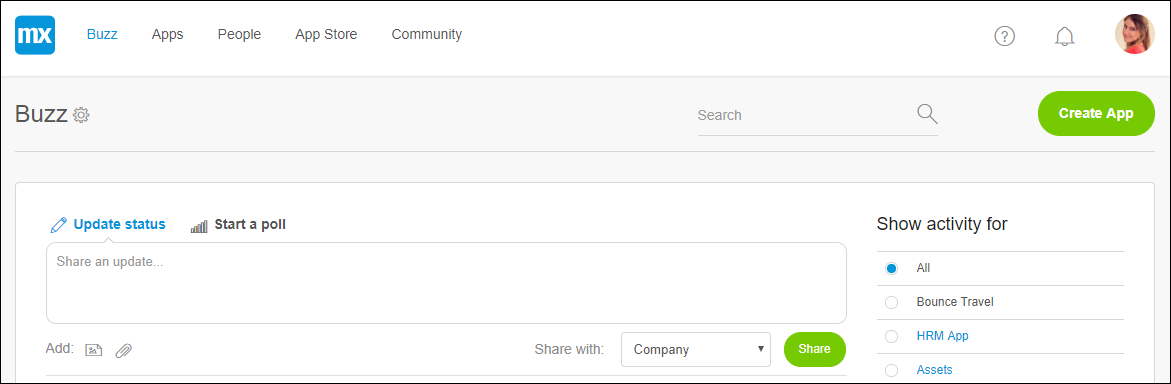 mx Buzz Apps People App Store Community ?
Buzz Search Create App
Update status Start a poll Show activity for
Share an update... All
Bounce Travel
Add: Share with: Company Share HRM App
Assets